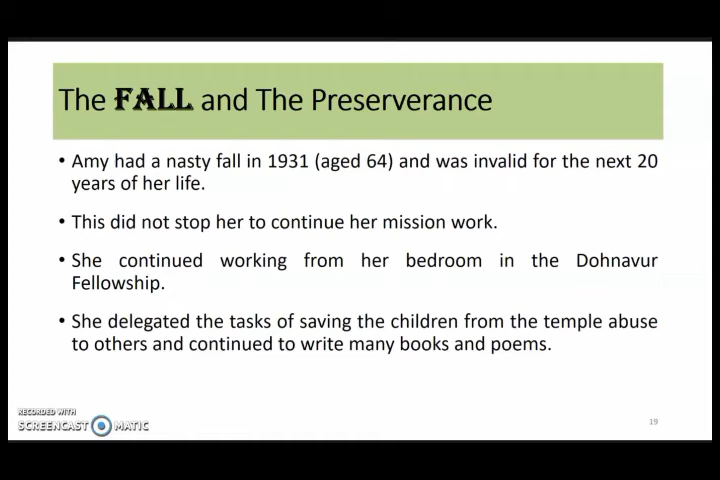 The FALL and The Preserverance
• Amy had a nasty fall in 1931 (aged 64) and was invalid for the next 20
years of her life.
• This did not stop her to continue her mission work.
• She continued working from her bedroom in the Dohnavur
Fellowship.
• She delegated the tasks of saving the children from the temple abuse
to others and continued to write many books and poems.
RECORDED WITH
SCREENCAST MATIC
19